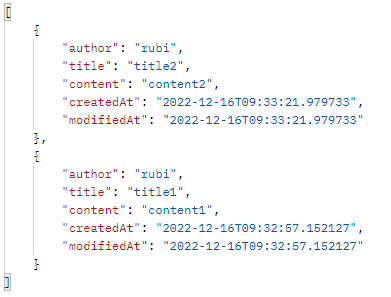 [
    {
        "author": "rubi",
        "title": "title2",
        "content": "content2",
        "createdAt": "2022-12-16T09:33:21.979733",
        "modifiedAt": "2022-12-16T09:33:21.979733"
    },
    {
        "author": "rubi",
        "title": "title1",
        "content": "content1",
        "createdAt": "2022-12-16T09:32:57.152127",
        "modifiedAt": "2022-12-16T09:32:57.152127"
    }
]